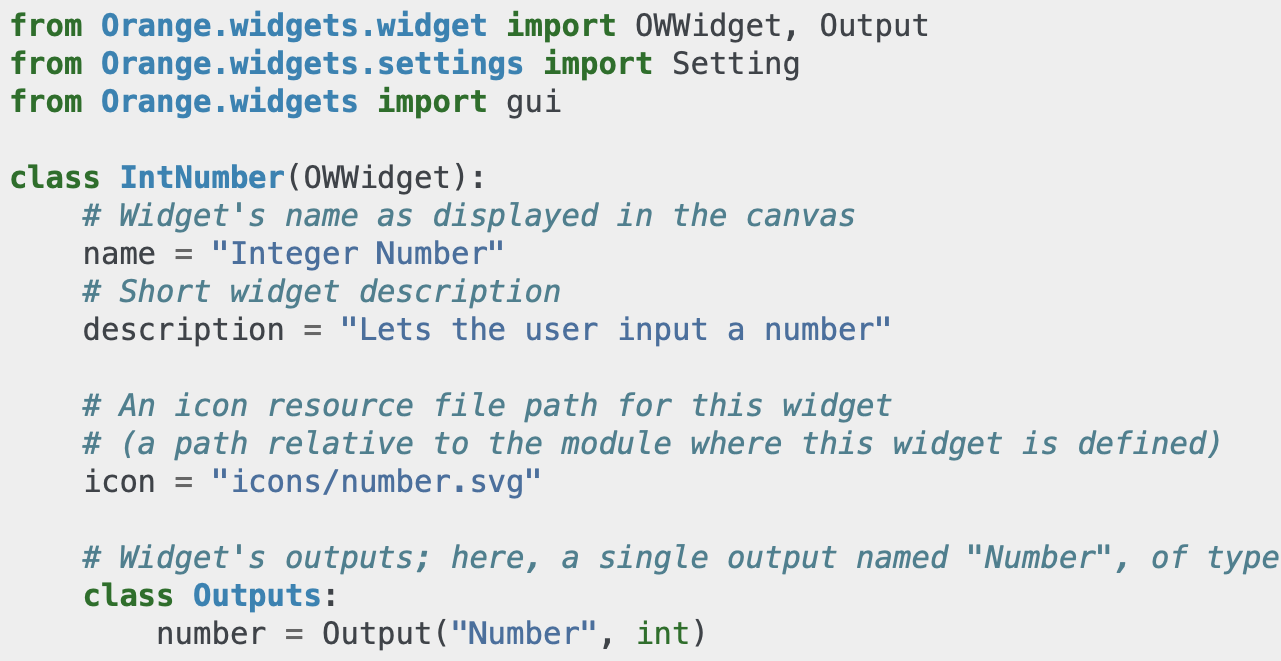 from Orange.widgets.widget import OWWidget, Output
from Orange.widgets.settings import Setting
from Orange.widgets import gui

class IntNumber(OWWidget):
    # Widget's name as displayed in the canvas
    name = "Integer Number"
    # Short widget description
    description = "Lets the user input a number"

    # An icon resource file path for this widget
    # (a path relative to the module where this widget is defined)
    icon = "icons/number.svg"

    # Widget's outputs; here, a single output named "Number", of type
    class Outputs:
        number = Output("Number", int)